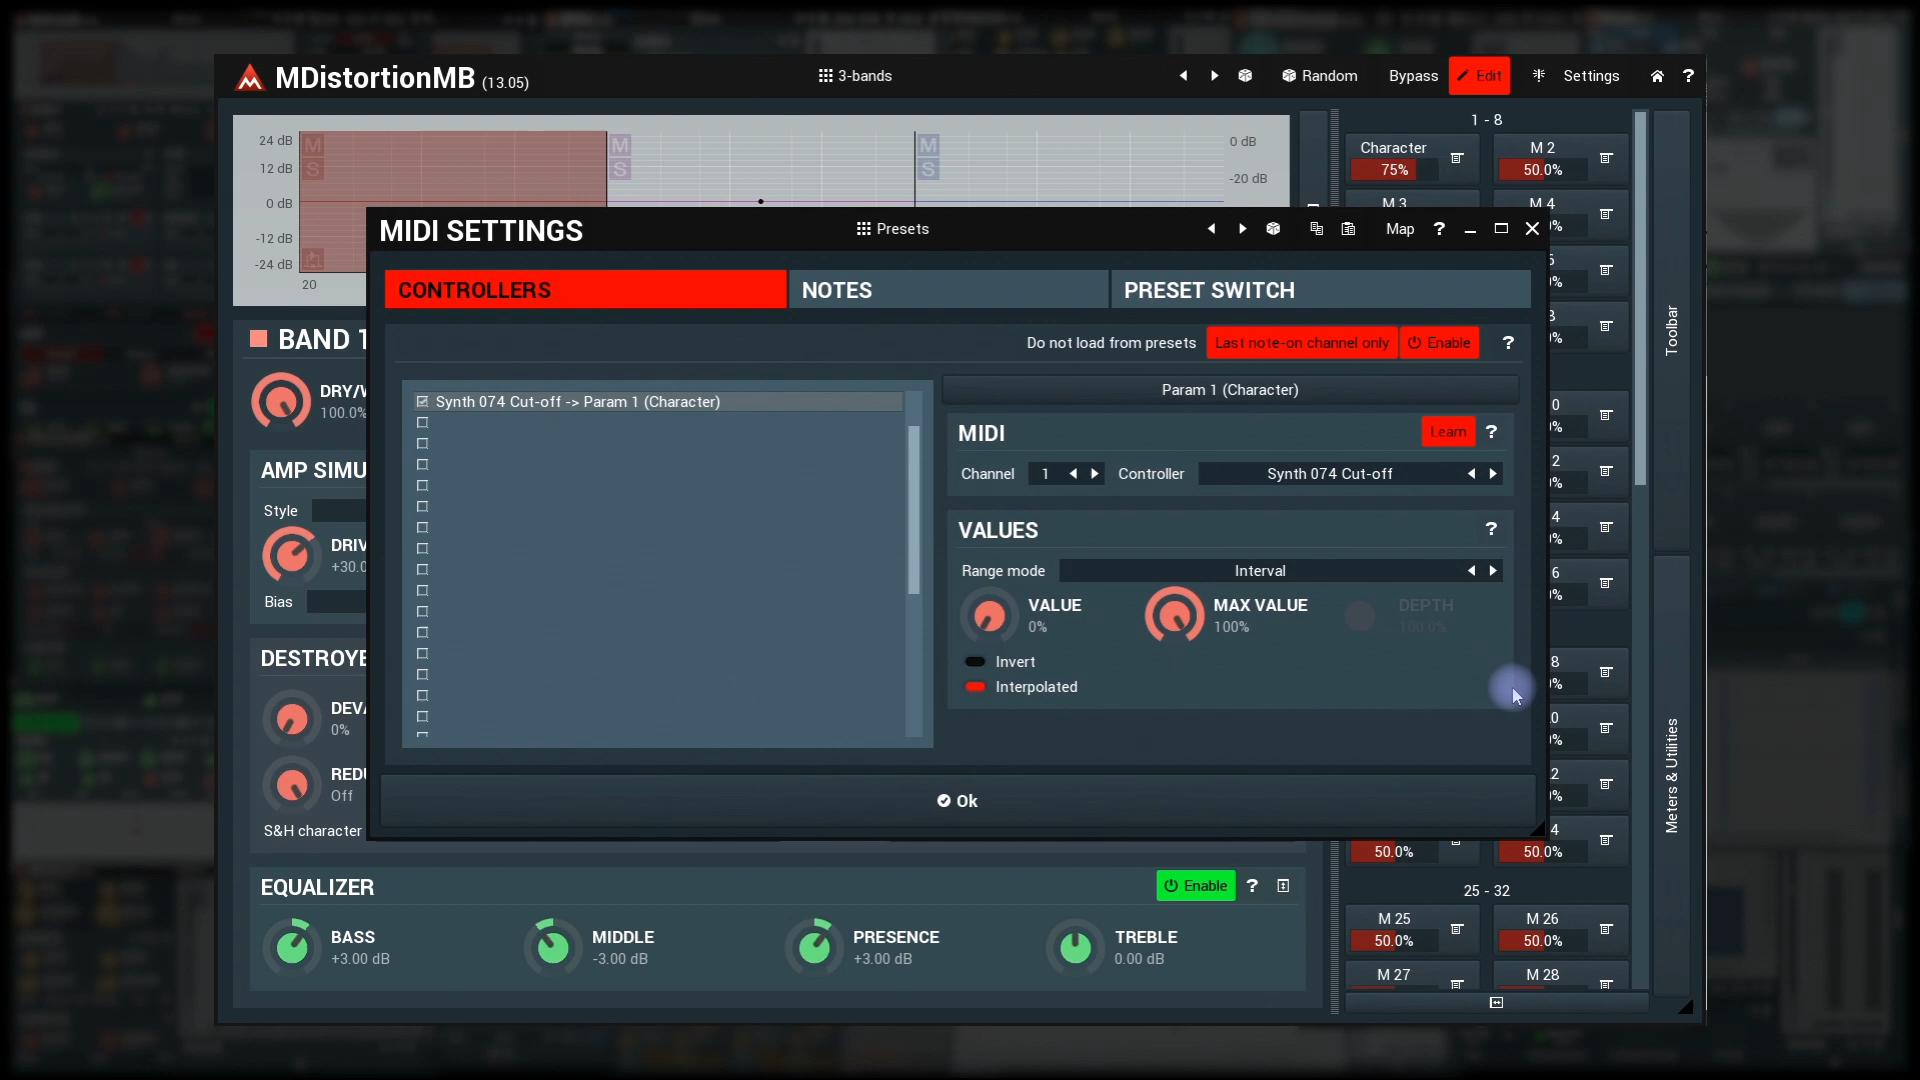 MDistortionMB (13.05)
3-bands
Random
Bypass
Edit
Settings
?
24 dB
12 dB
0 dB
-12 dB
-24 dB
20
M
S
M
S
M
S
0 dB
-20 dB
1 - 8
Character
75%
M 2
50.0%
M 3
M 4
Toolbar
Meters & Utilities
MIDI SETTINGS
Presets
Map
?
CONTROLLERS
NOTES
PRESET SWITCH
Do not load from presets
Last note-on channel only
Enable
?
Synth 074 Cut-off -> Param 1 (Character)
Param 1 (Character)
MIDI
Learn
?
Channel
1
Controller
Synth 074 Cut-off
VALUES
?
Range mode
Interval
VALUE
0%
MAX VALUE
100%
DEPTH
100.0%
Invert
Interpolated
Ok
BAND 1
DRY/
100.0%
AMP SIMU
Style
DRIV
+30.0
Bias
DESTROYE
DEVA
0%
REDU
Off
S&H character
EQUALIZER
Enable
?
BASS
+3.00 dB
MIDDLE
-3.00 dB
PRESENCE
+3.00 dB
TREBLE
0.00 dB
50.0%
50.0%
25 - 32
M 25
50.0%
M 26
50.0%
M 27
M 28